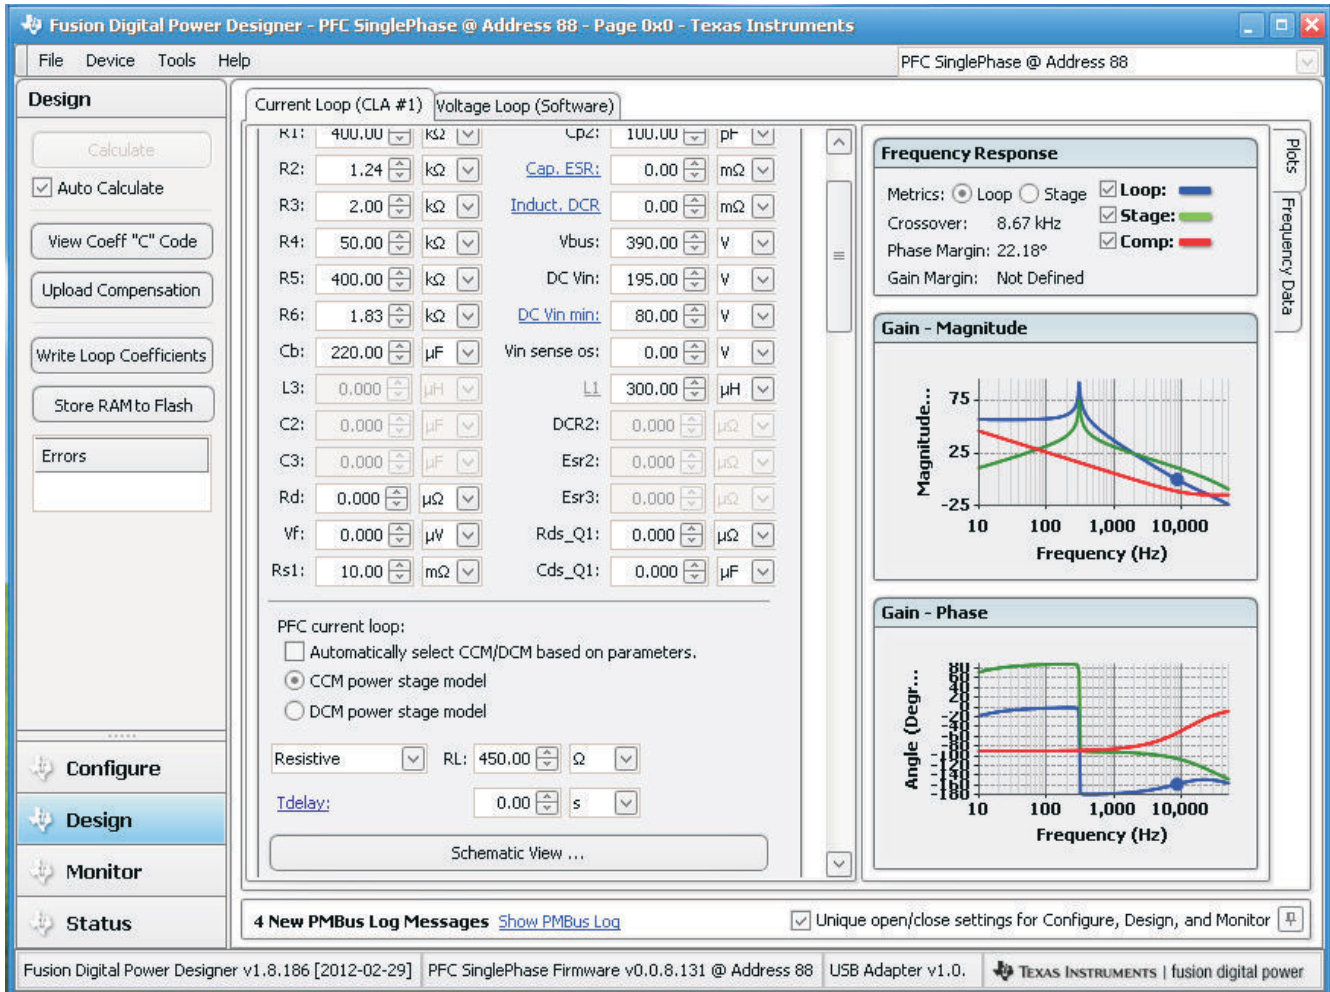 Fusion Digital Power Designer - PFC SinglePhase @ Address 88 - Page 0x0 - Texas Instruments
File Device Tools Help
PFC SinglePhase @ Address 88
Design
Calculate
Auto Calculate
View Coeff "C" Code
Upload Compensation
Write Loop Coefficients
Store RAM to Flash
Errors
Configure
Design
Monitor
Status
Current Loop (CLA #1) Voltage Loop (Software)
R1: 400.00 kΩ Cp2: 100.00 pF
R2: 1.24 kΩ Cap. ESR: 0.00 mΩ
R3: 2.00 kΩ Induct. DCR 0.00 mΩ
R4: 50.00 kΩ Vbus: 390.00 V
R5: 400.00 kΩ DC Vin: 195.00 V
R6: 1.83 kΩ DC Vin min: 80.00 V
Cb: 220.00 µF Vin sense os: 0.00 V
L3: 0.000 µH L1 300.00 µH
C2: 0.000 µF DCR2: 0.000 µΩ
C3: 0.000 µF Esr2: 0.000 µΩ
Rd: 0.000 µΩ Esr3: 0.000 µΩ
Vf: 0.000 µV Rds_Q1: 0.000 µΩ
Rs1: 10.00 mΩ Cds_Q1: 0.000 µF
PFC current loop:
Automatically select CCM/DCM based on parameters.
CCM power stage model
DCM power stage model
Resistive RL: 450.00 Ω
Tdelay: 0.00 s
Schematic View ...
Frequency Response
Metrics: Loop Stage Loop:
Crossover: 8.67 kHz Stage:
Phase Margin: 22.18° Comp:
Gain Margin: Not Defined
Plots
Frequency Data
Gain - Magnitude
Magnitude...
75
25
-25
10 100 1,000 10,000
Frequency (Hz)
Gain - Phase
Angle (Degr...
80
60
40
20
0
-20
-40
-60
-80
-100
-120
-140
-160
-180
10 100 1,000 10,000
Frequency (Hz)
4 New PMBus Log Messages Show PMBus Log
Unique open/close settings for Configure, Design, and Monitor
Fusion Digital Power Designer v1.8.186 [2012-02-29] PFC SinglePhase Firmware v0.0.8.131 @ Address 88 USB Adapter v1.0. TEXAS INSTRUMENTS | fusion digital power